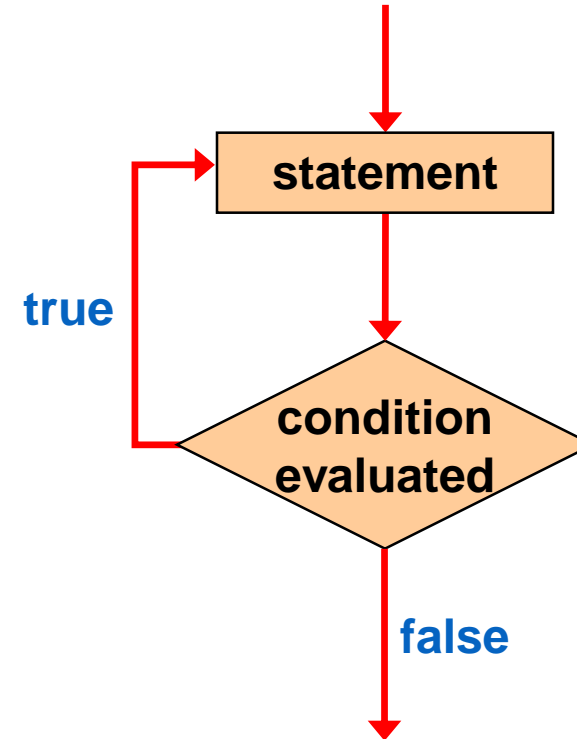 statement
true
condition
evaluated
false